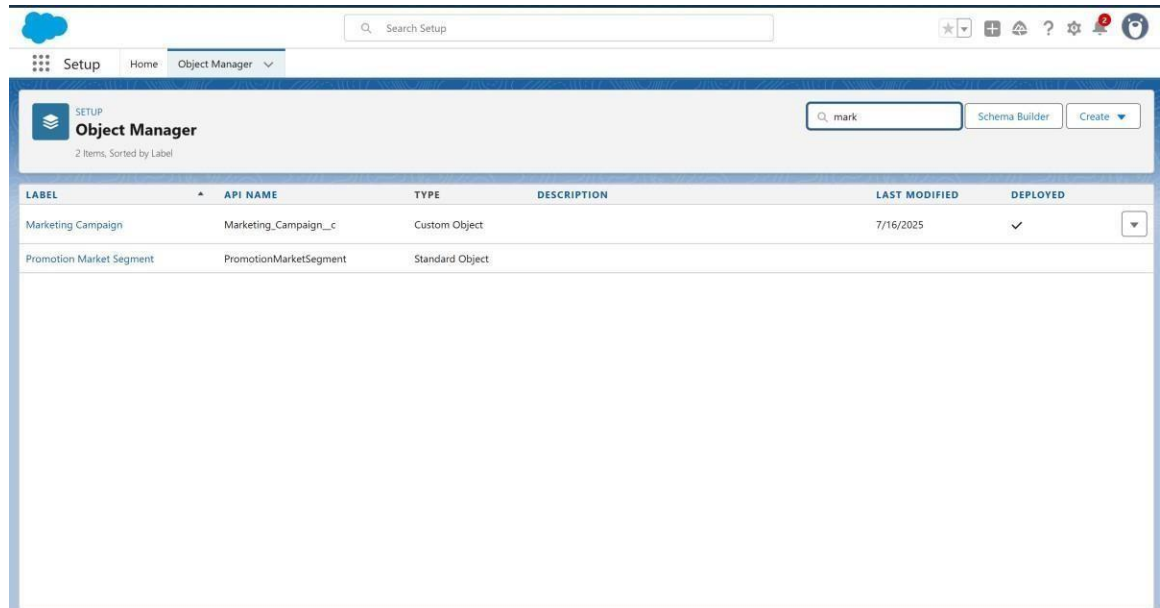 Search Setup
2
Setup Home Object Manager
SETUP
Object Manager
2 Items, Sorted by Label
mark
Schema Builder
Create
LABEL API NAME TYPE DESCRIPTION LAST MODIFIED DEPLOYED
Marketing Campaign Marketing_Campaign__c Custom Object 7/16/2025
Promotion Market Segment PromotionMarketSegment Standard Object